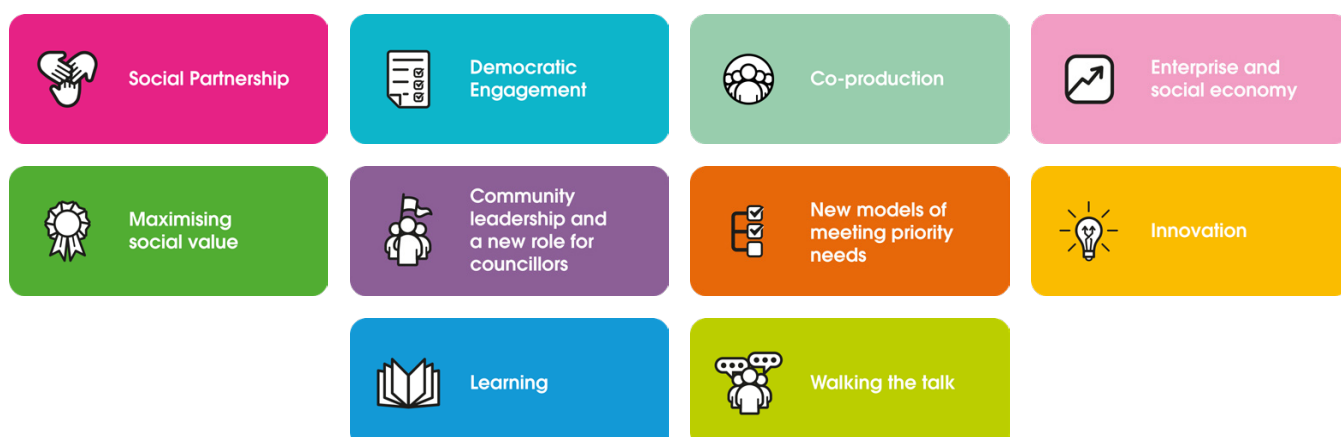 Social Partnership
Democratic
Engagement
Co-production
Enterprise and
social economy
Maximising
social value
Community
leadership and
a new role for
councillors
New models of
meeting priority
needs
Innovation
Learning
Walking the talk